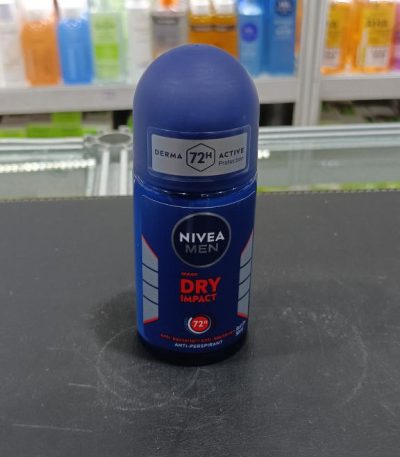 DERMA 72H ACTIVE
Protection
NIVEA
MEN
DRY
IMPACT
72H
ANTI-PERSPIRANT